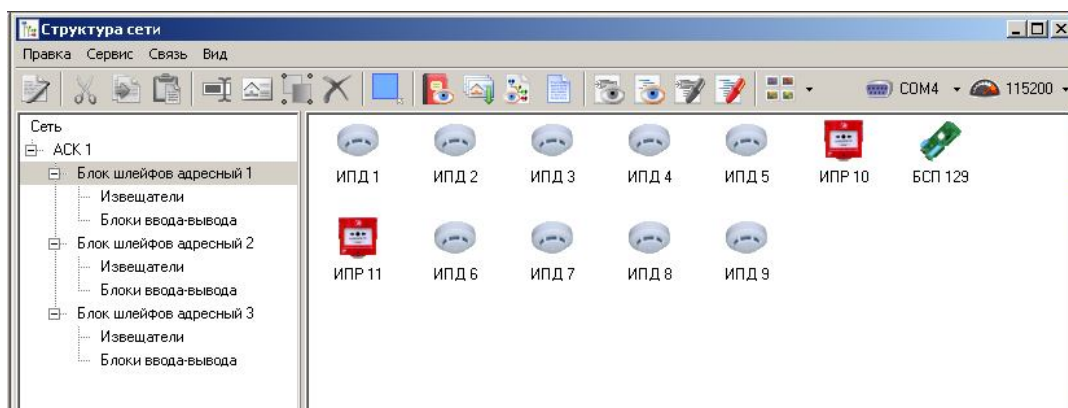 Структура сети
Правка Сервис Связь Вид
COM4 115200
Сеть
АСК 1
Блок шлейфов адресный 1
Извещатели
Блоки ввода-вывода
Блок шлейфов адресный 2
Извещатели
Блоки ввода-вывода
Блок шлейфов адресный 3
Извещатели
Блоки ввода-вывода
ИПД 1 ИПД 2 ИПД 3 ИПД 4 ИПД 5 ИПР 10 БСП 129
ИПР 11 ИПД 6 ИПД 7 ИПД 8 ИПД 9